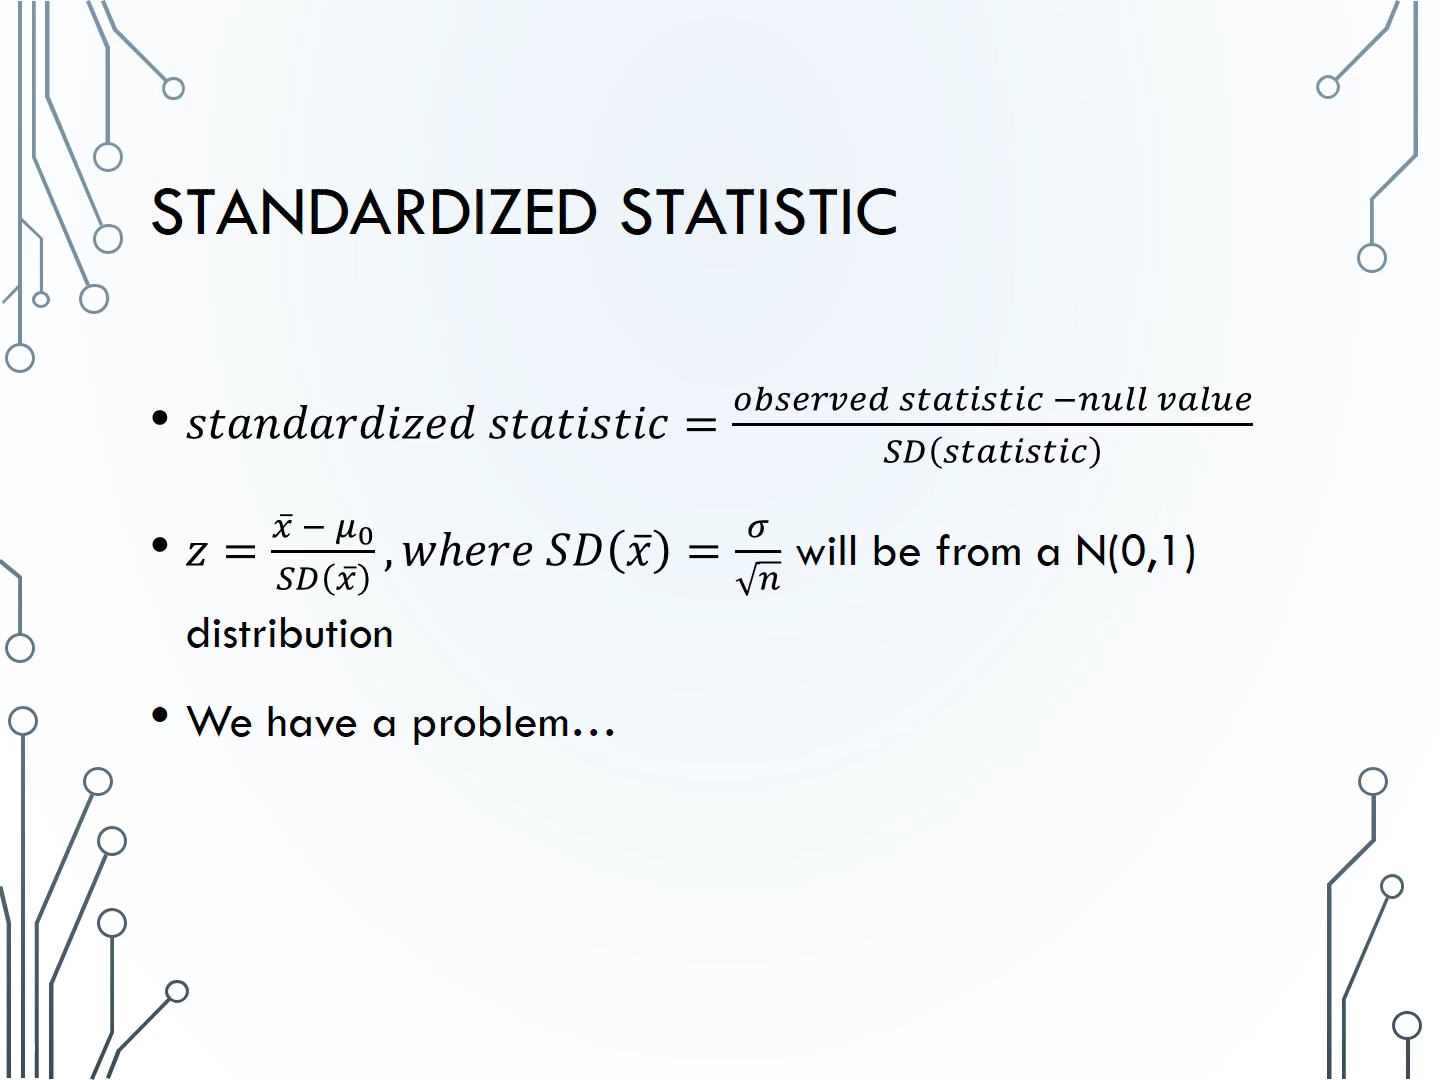 STANDARDIZED STATISTIC
• standardized statistic = (observed statistic −null value)/(SD(statistic))
• z = (x̄ − μ₀)/(SD(x̄)), where SD(x̄) = σ/√n will be from a N(0,1)
distribution
• We have a problem…